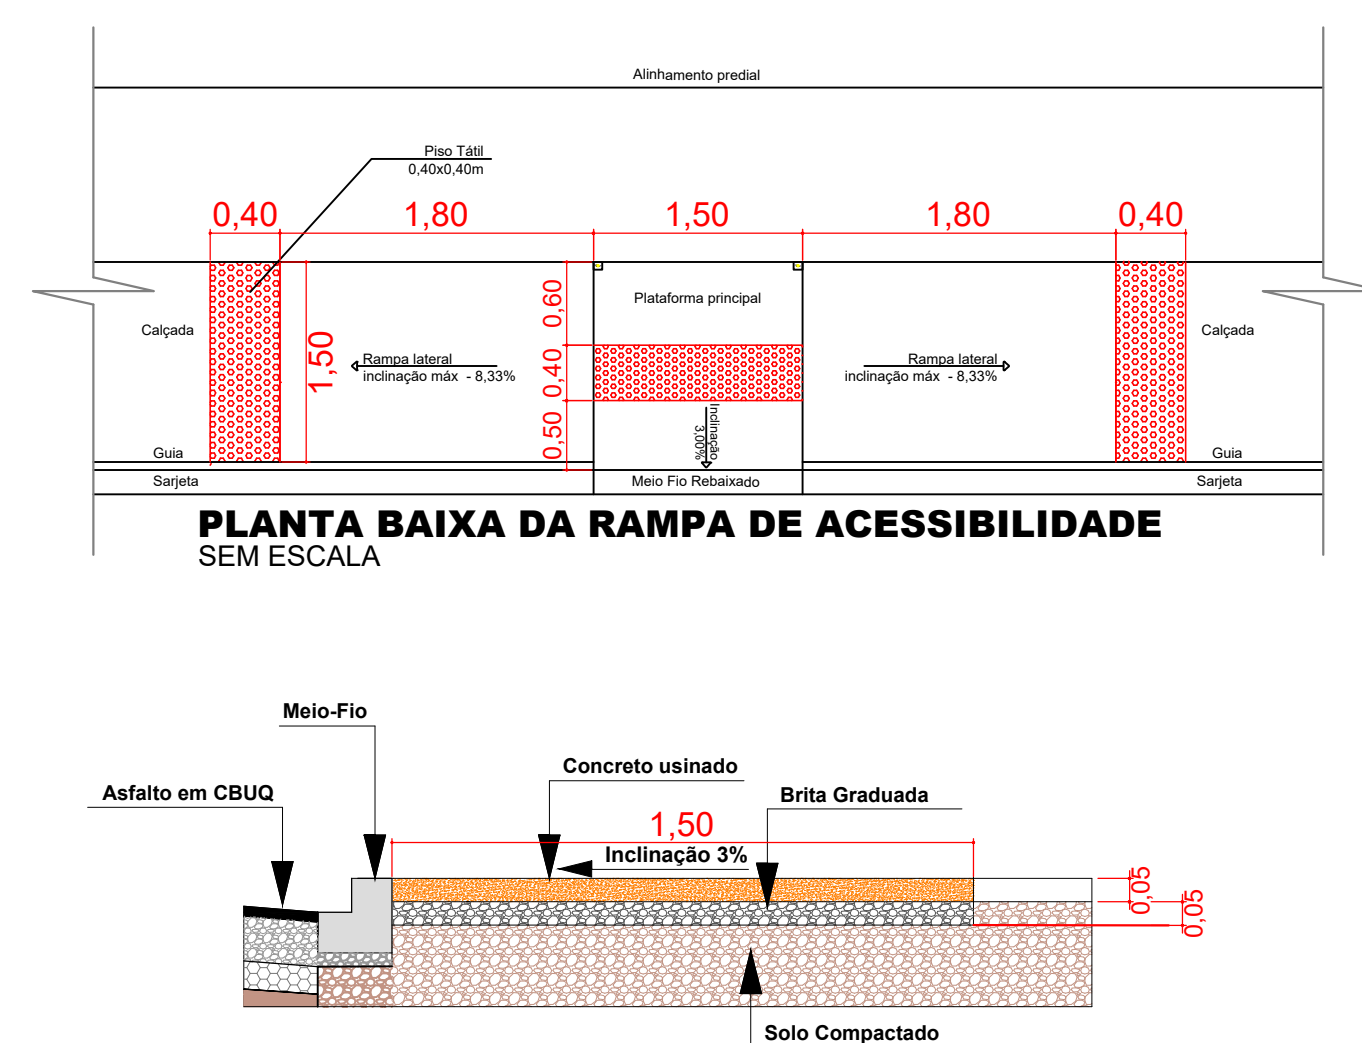 Alinhamento predial
Piso Tátil
0,40x0,40m
0,40
1,80
1,50
1,80
0,40
Plataforma principal
0,60
Calçada
Calçada
1,50
Rampa lateral
inclinação máx - 8,33%
0,40
Rampa lateral
inclinação máx - 8,33%
Inclinação
3,00%
0,50
Guia
Guia
Sarjeta
Meio Fio Rebaixado
Sarjeta
PLANTA BAIXA DA RAMPA DE ACESSIBILIDADE
SEM ESCALA
Meio-Fio
Concreto usinado
Asfalto em CBUQ
Brita Graduada
1,50
Inclinação 3%
0,05
0,05
Solo Compactado